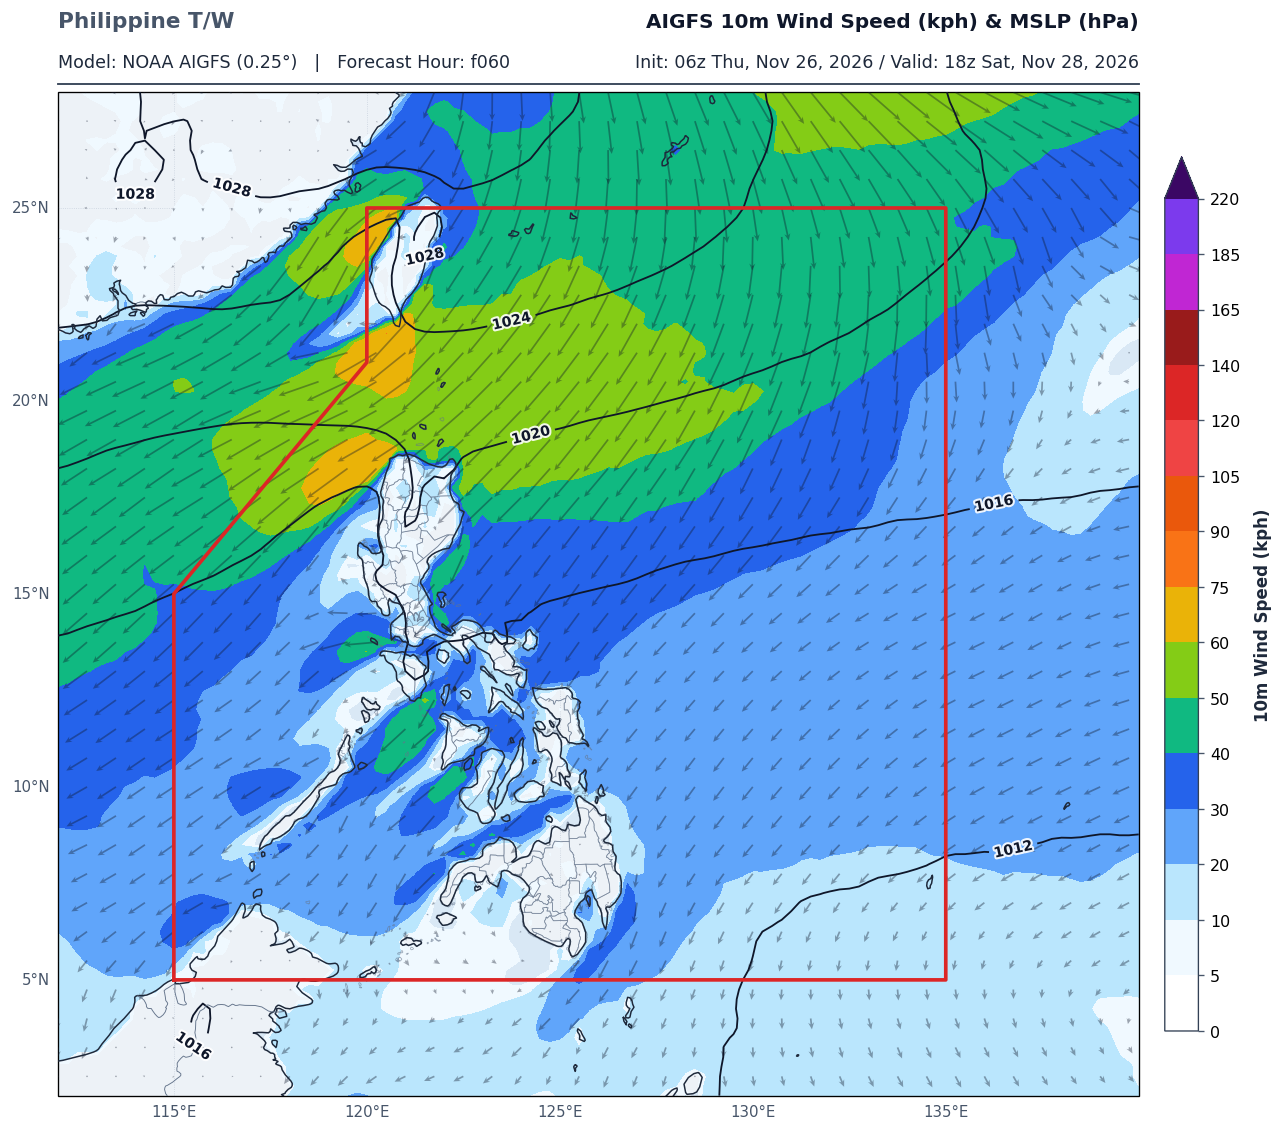 Philippine T/W
AIGFS 10m Wind Speed (kph) & MSLP (hPa)
Model: NOAA AIGFS (0.25°)   |   Forecast Hour: f060
Init: 06z Thu, Nov 26, 2026 / Valid: 18z Sat, Nov 28, 2026
1028
1028
1028
1024
1020
1016
1012
1016
25°N
20°N
15°N
10°N
5°N
115°E
120°E
125°E
130°E
135°E
220
185
165
140
120
105
90
75
60
50
40
30
20
10
5
0
10m Wind Speed (kph)